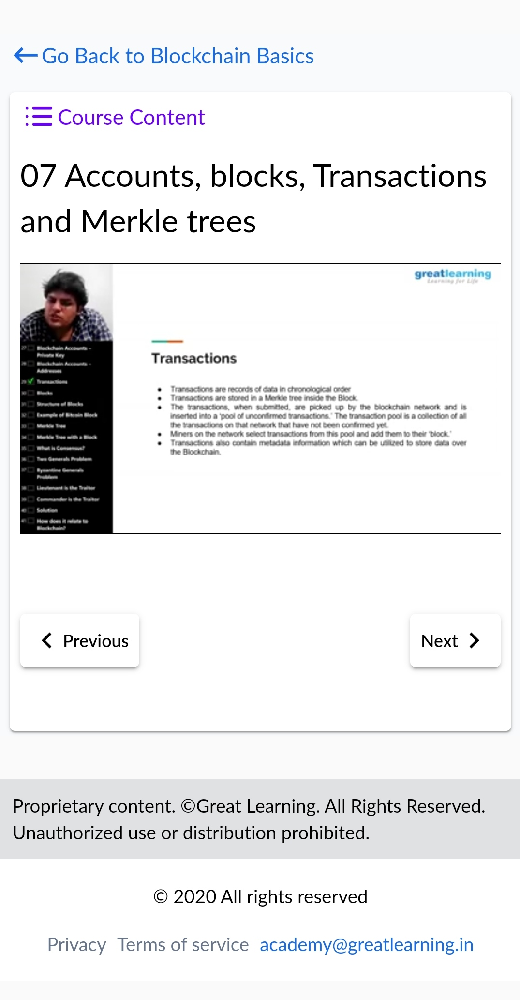 Go Back to Blockchain Basics
Course Content
07 Accounts, blocks, Transactions
and Merkle trees
greatlearning
Learning for Life
27 Blockchain Accounts –
Private Key
28 Blockchain Accounts –
Addresses
29 Transactions
30 Blocks
31 Structure of Blocks
32 Example of Bitcoin Block
33 Merkle Tree
34 Merkle Tree with a Block
35 What is Consensus?
36 Two Generals Problem
37 Byzantine Generals
Problem
38 Lieutenant is the Traitor
39 Commander is the Traitor
40 Solution
41 How does it relate to
Blockchain?
Transactions
● Transactions are records of data in chronological order
● Transactions are stored in a Merkle tree inside the Block.
● The transactions, when submitted, are picked up by the blockchain network and is
inserted into a 'pool of unconfirmed transactions.' The transaction pool is a collection of all
the transactions on that network that have not been confirmed yet.
● Miners on the network select transactions from this pool and add them to their 'block.'
● Transactions also contain metadata information which can be utilized to store data over
the Blockchain.
Previous
Next
Proprietary content. ©Great Learning. All Rights Reserved.
Unauthorized use or distribution prohibited.
© 2020 All rights reserved
Privacy Terms of service academy@greatlearning.in